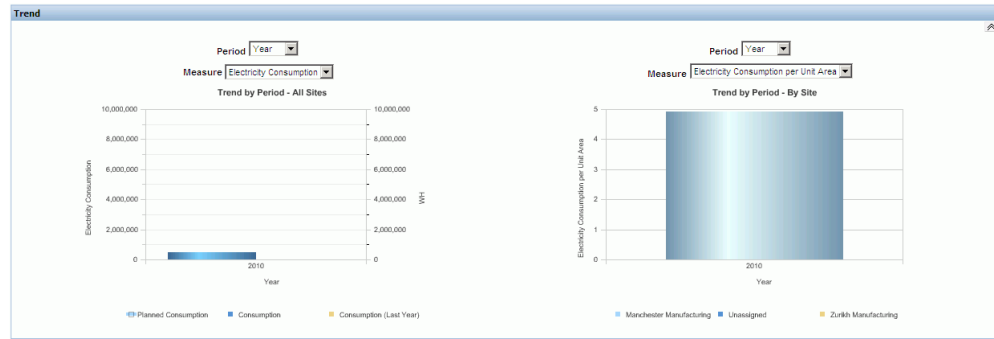 Trend
Period Year
Measure Electricity Consumption
Trend by Period - All Sites
10,000,000
8,000,000
6,000,000
4,000,000
2,000,000
0
Electricity Consumption
10,000,000
8,000,000
6,000,000
4,000,000
2,000,000
0
WH
2010
Year
Planned Consumption
Consumption
Consumption (Last Year)
Period Year
Measure Electricity Consumption per Unit Area
Trend by Period - By Site
5
4
3
2
1
0
Electricity Consumption per Unit Area
2010
Year
Manchester Manufacturing
Unassigned
Zurikh Manufacturing